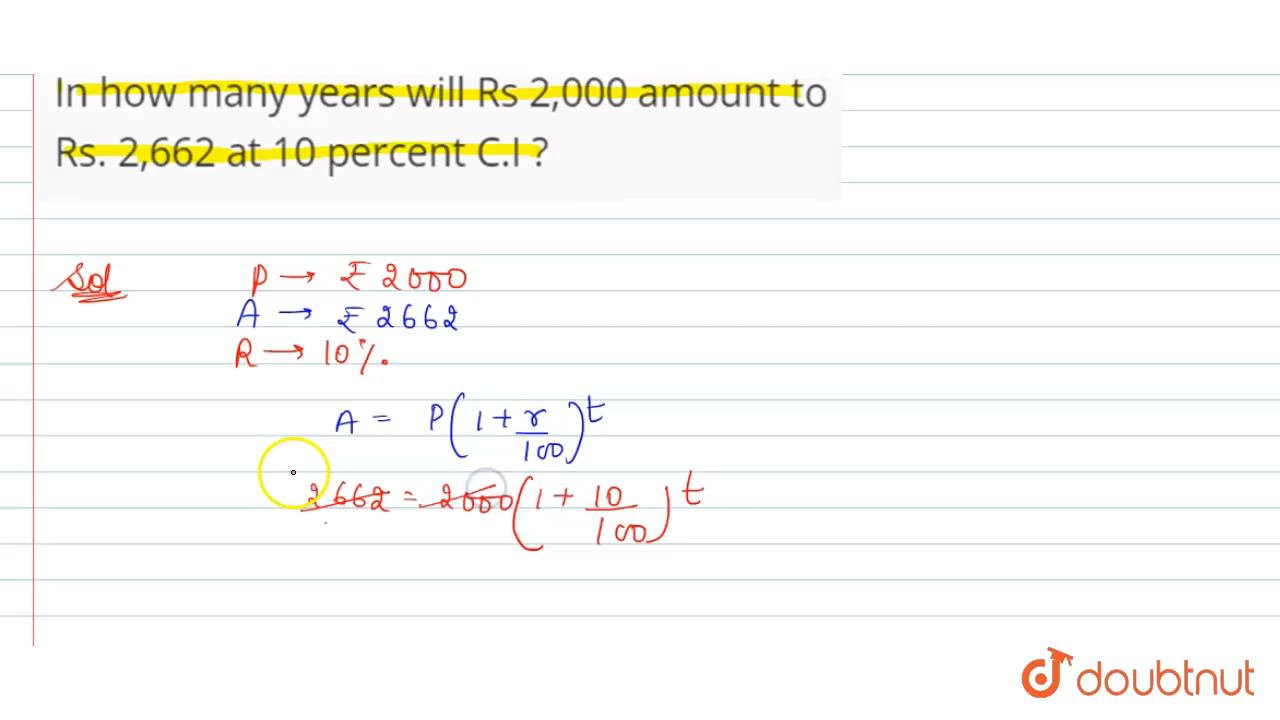 In how many years will Rs 2,000 amount to
Rs. 2,662 at 10 percent C.I ?
Sol
P → ₹ 2000
A → ₹ 2662
R → 10%.
A = P(1 + r/100)^t
2662 = 2000(1 + 10/100)^t
doubtnut